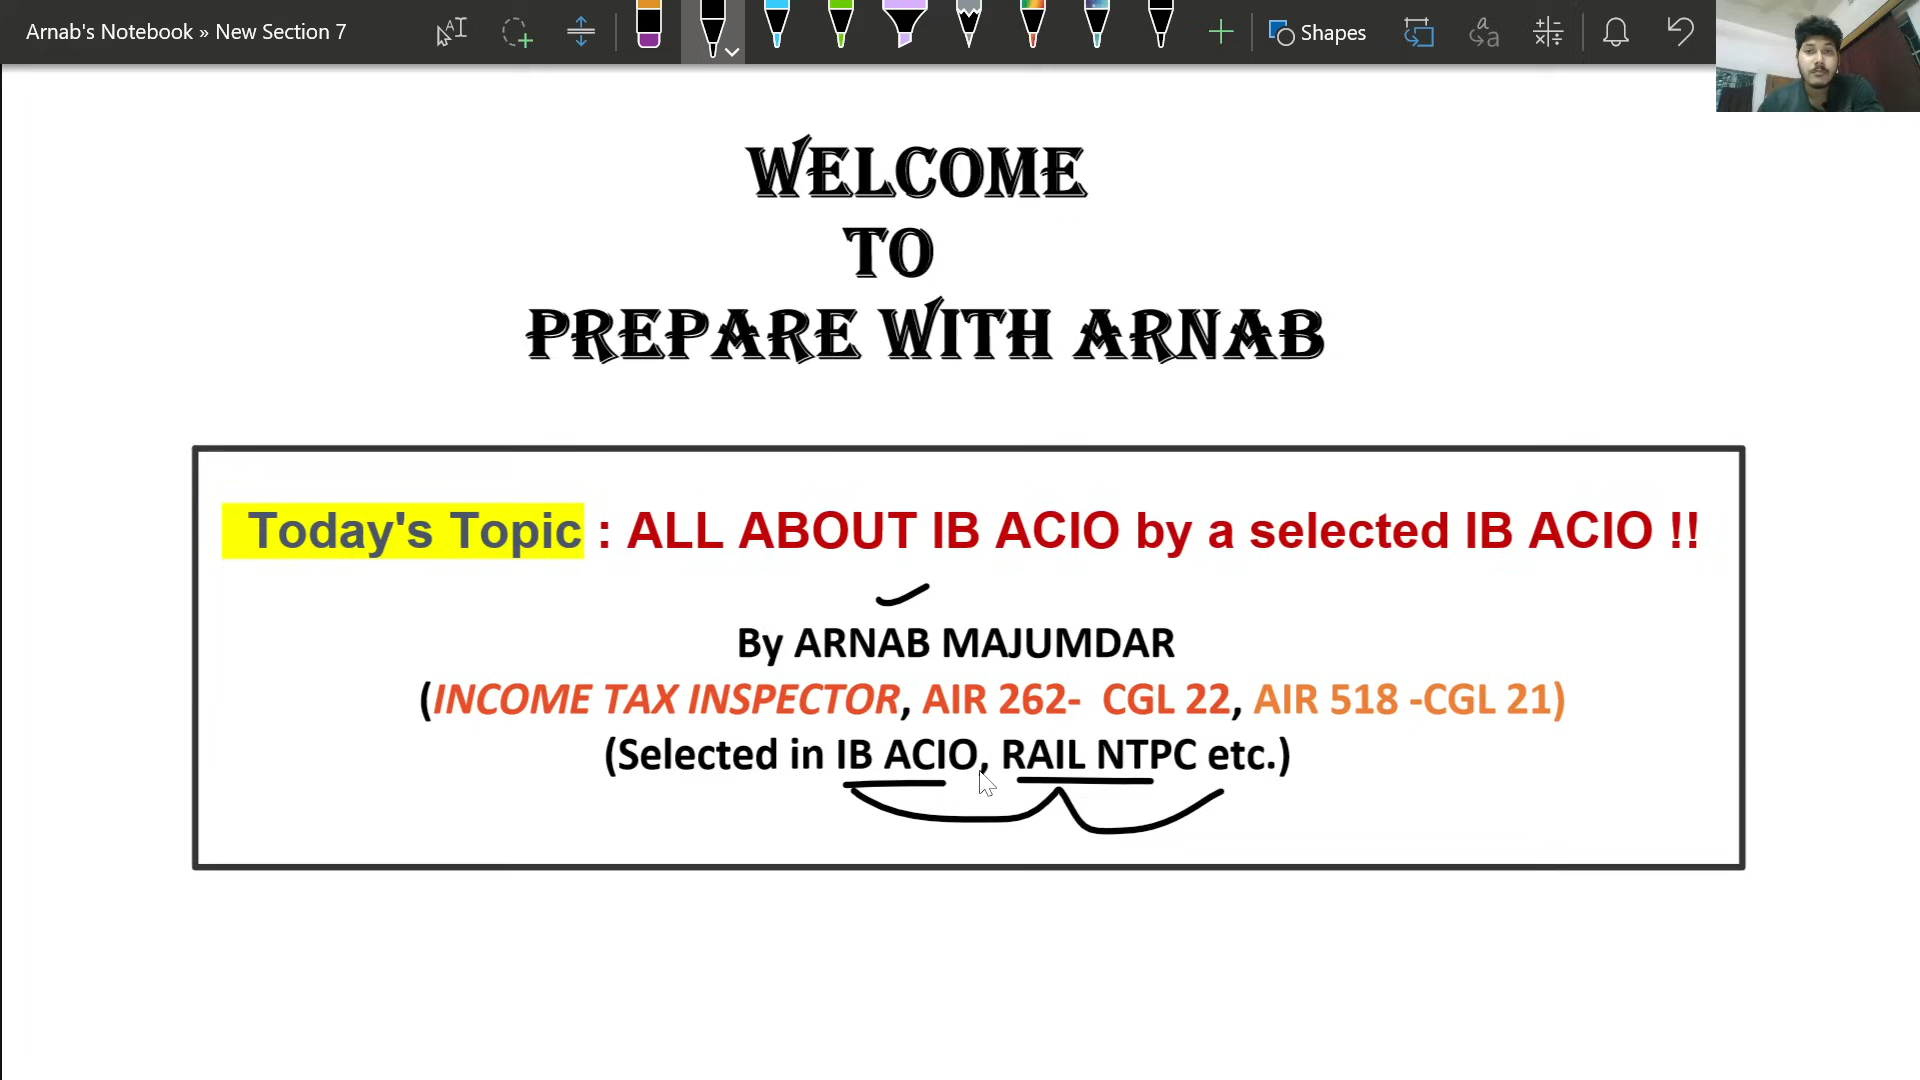 Arnab's Notebook » New Section 7
Shapes
WELCOME
TO
PREPARE WITH ARNAB
Today's Topic : ALL ABOUT IB ACIO by a selected IB ACIO !!
By ARNAB MAJUMDAR
(INCOME TAX INSPECTOR, AIR 262- CGL 22, AIR 518 -CGL 21)
(Selected in IB ACIO, RAIL NTPC etc.)